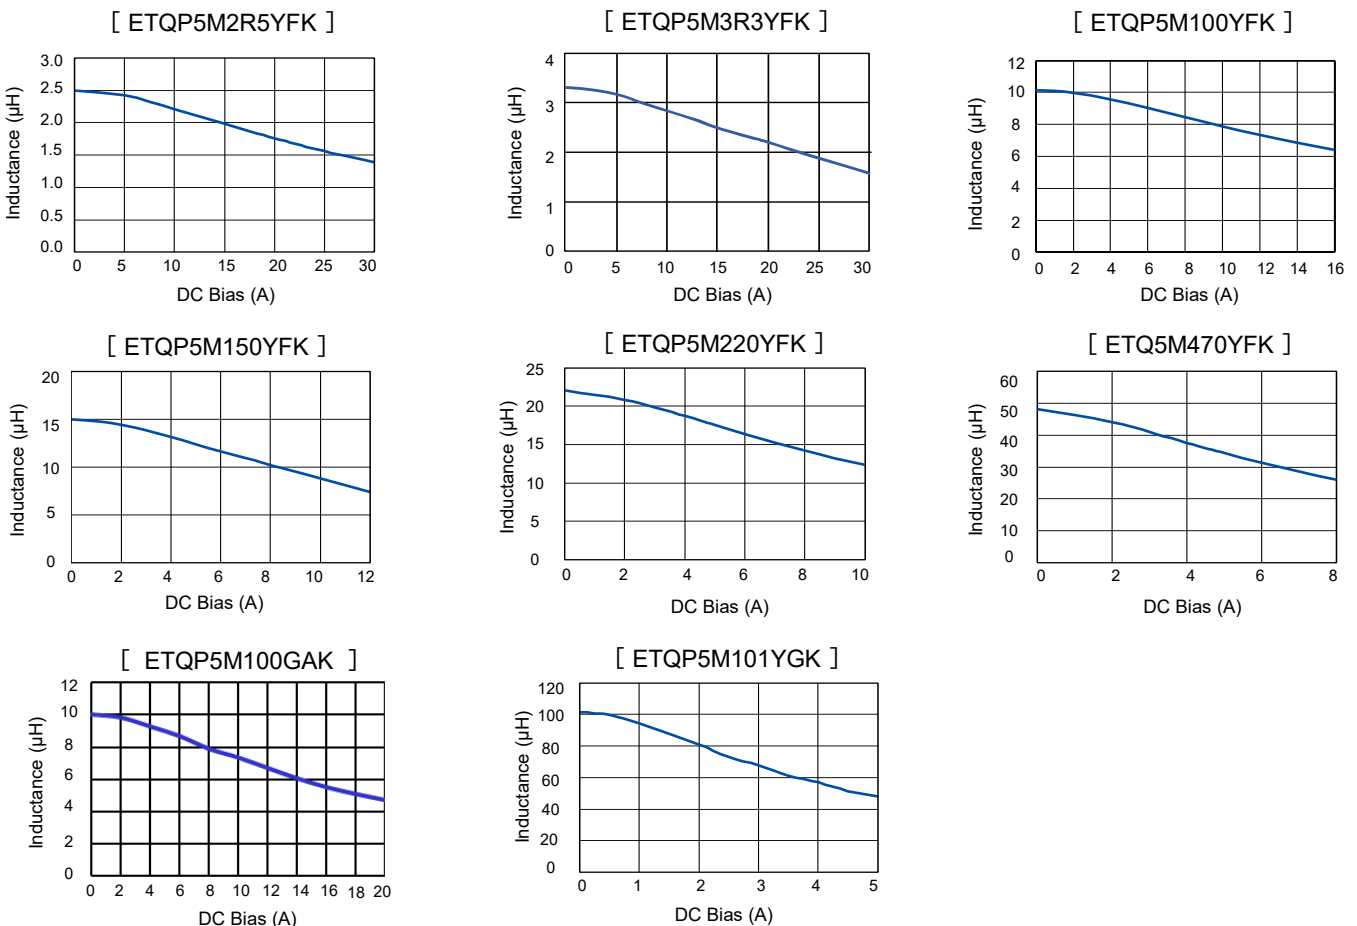 [ ETQP5M2R5YFK ]
Inductance (μH)
3.0
2.5
2.0
1.5
1.0
0.5
0.0
0 5 10 15 20 25 30
DC Bias (A)
[ ETQP5M3R3YFK ]
Inductance (μH)
4
3
2
1
0
0 5 10 15 20 25 30
DC Bias (A)
[ ETQP5M100YFK ]
Inductance (μH)
12
10
8
6
4
2
0
0 2 4 6 8 10 12 14 16
DC Bias (A)
[ ETQP5M150YFK ]
Inductance (μH)
20
15
10
5
0
0 2 4 6 8 10 12
DC Bias (A)
[ ETQP5M220YFK ]
Inductance (μH)
25
20
15
10
5
0
0 2 4 6 8 10
DC Bias (A)
[ ETQ5M470YFK ]
Inductance (μH)
60
50
40
30
20
10
0
0 2 4 6 8
DC Bias (A)
[ ETQP5M100GAK ]
Inductance (μH)
12
10
8
6
4
2
0
0 2 4 6 8 10 12 14 16 18 20
DC Bias (A)
[ ETQP5M101YGK ]
Inductance (μH)
120
100
80
60
40
20
0
0 1 2 3 4 5
DC Bias (A)